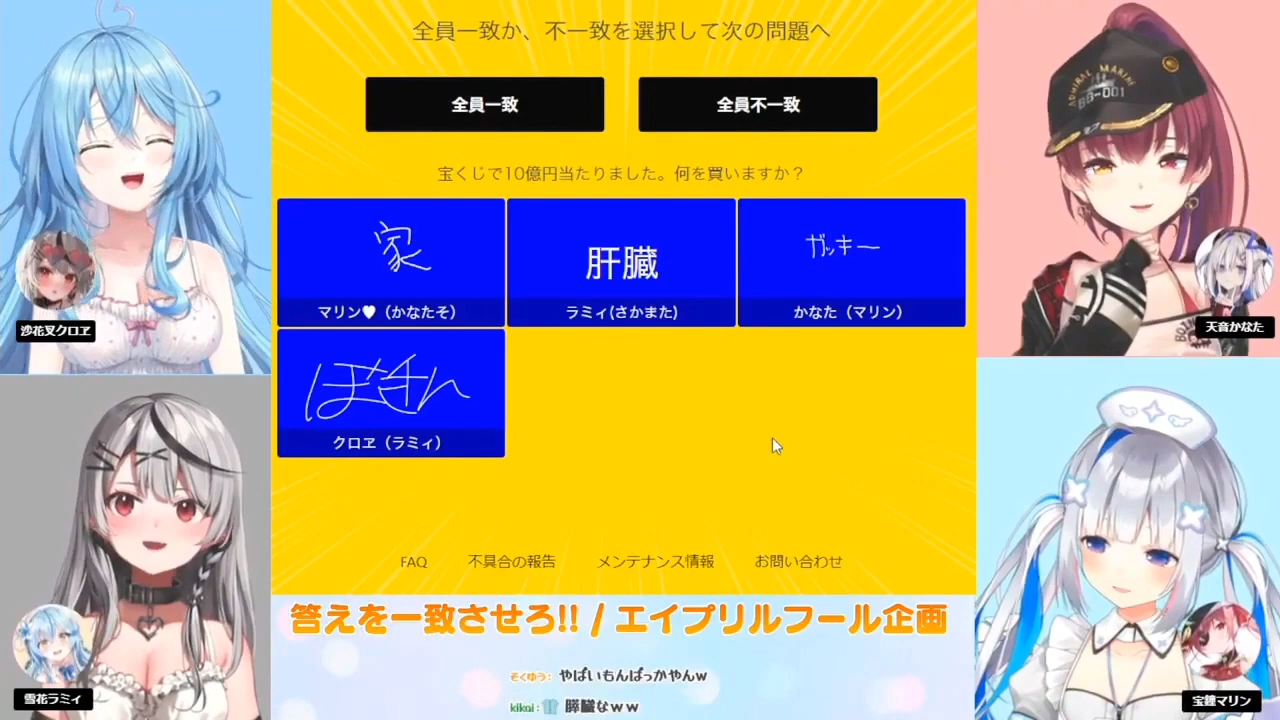 全員一致か、不一致を選択して次の問題へ
全員一致
全員不一致
宝くじで10億円当たりました。何を買いますか？
家
マリン♥（かなたそ）
肝臓
ラミィ(さかまた)
ガッキー
かなた（マリン）
ぼきん
クロヱ（ラミィ）
FAQ
不具合の報告
メンテナンス情報
お問い合わせ
答えを一致させろ!! / エイプリルフール企画
そくゆう： やばいもんばっかやんw
kikai： 膵臓なｗｗ
沙花叉クロヱ
雪花ラミィ
ADMIRAL MARINE
BG-001
天音かなた
宝鐘マリン